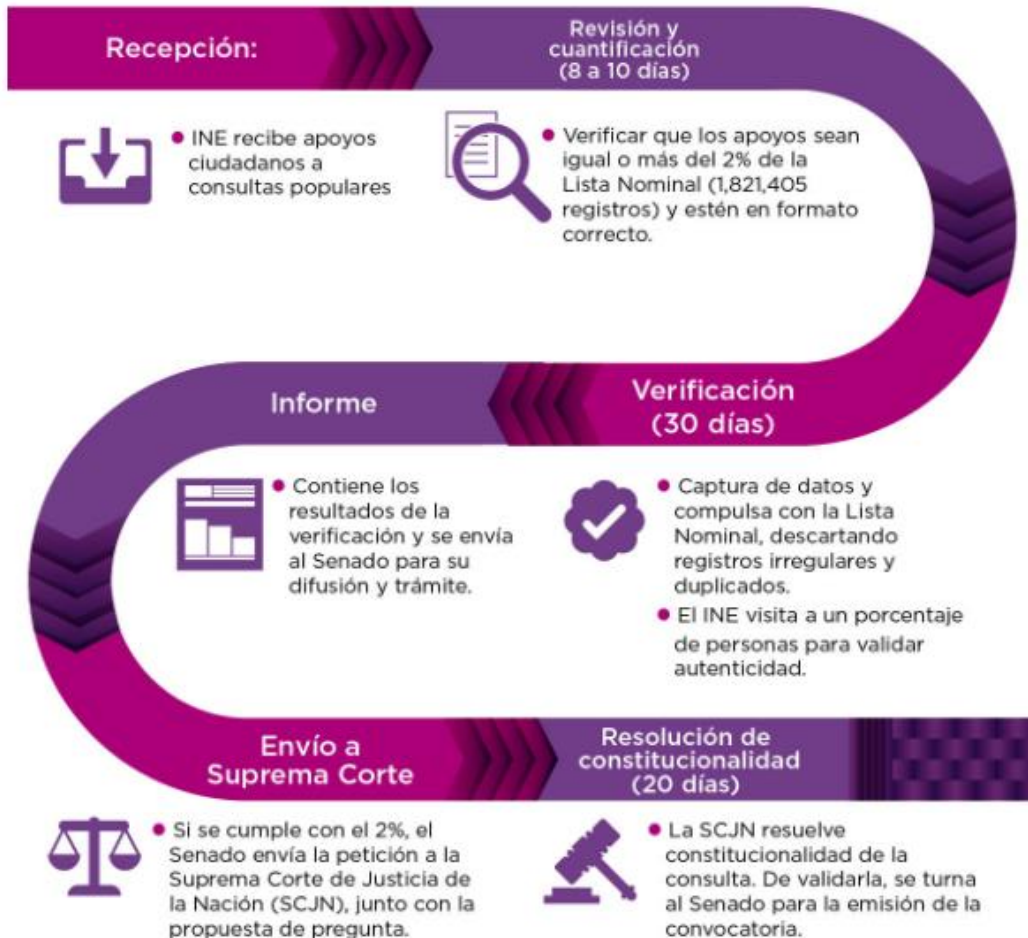 Recepción:
Revisión y
cuantificación
(8 a 10 días)
INE recibe apoyos
ciudadanos a
consultas populares
Verificar que los apoyos sean
igual o más del 2% de la
Lista Nominal (1,821,405
registros) y estén en formato
correcto.
Verificación
(30 días)
Captura de datos y
compulsa con la Lista
Nominal, descartando
registros irregulares y
duplicados.
El INE visita a un porcentaje
de personas para validar
autenticidad.
Informe
Contiene los
resultados de la
verificación y se envía
al Senado para su
difusión y trámite.
Envío a
Suprema Corte
Si se cumple con el 2%, el
Senado envía la petición a la
Suprema Corte de Justicia de
la Nación (SCJN), junto con la
propuesta de pregunta.
Resolución de
constitucionalidad
(20 días)
La SCJN resuelve
constitucionalidad de la
consulta. De validarla, se turna
al Senado para la emisión de la
convocatoria.